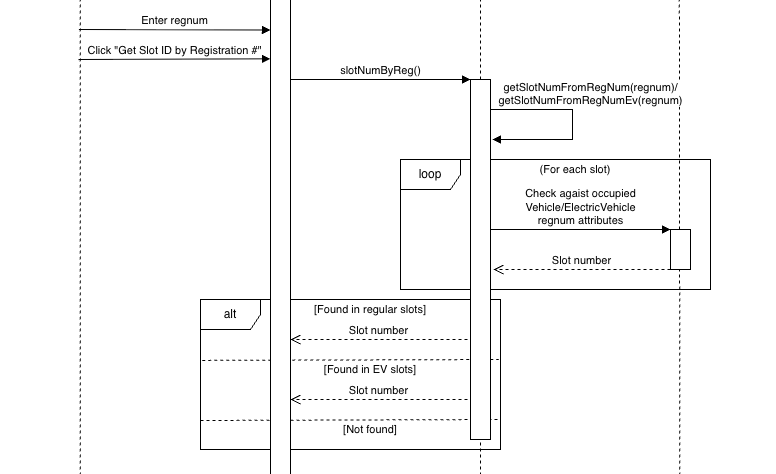 Enter regnum
Click "Get Slot ID by Registration #"
slotNumByReg()
getSlotNumFromRegNum(regnum)/
getSlotNumFromRegNumEv(regnum)
loop
(For each slot)
Check agaist occupied
Vehicle/ElectricVehicle
regnum attributes
Slot number
alt
[Found in regular slots]
Slot number
[Found in EV slots]
Slot number
[Not found]